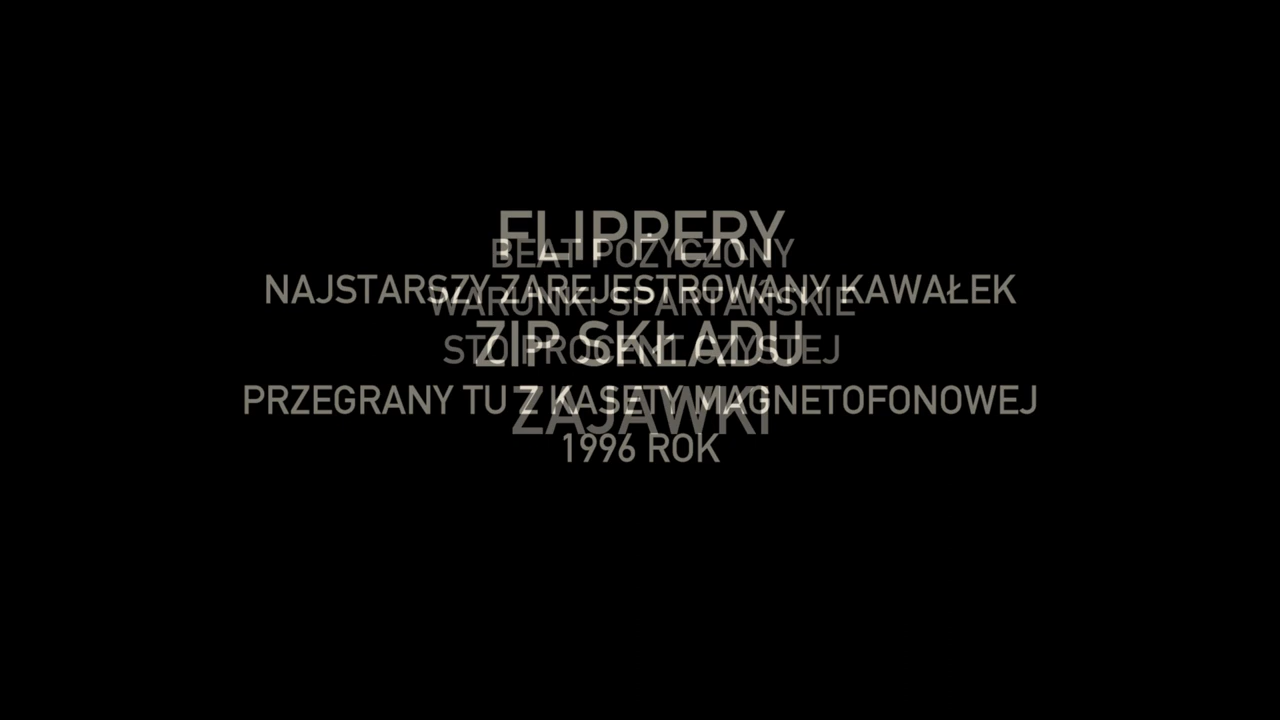 FLIPPERY
NAJSTARSZY ZAREJESTROWANY KAWAŁEK
ZIP SKŁADU
PRZEGRANY TU Z KASETY MAGNETOFONOWEJ
1996 ROK
BEAT POŻYCZONY
WARUNKI SPARTAŃSKIE
STO PROCENT CZYSTEJ
ZAJAWKI